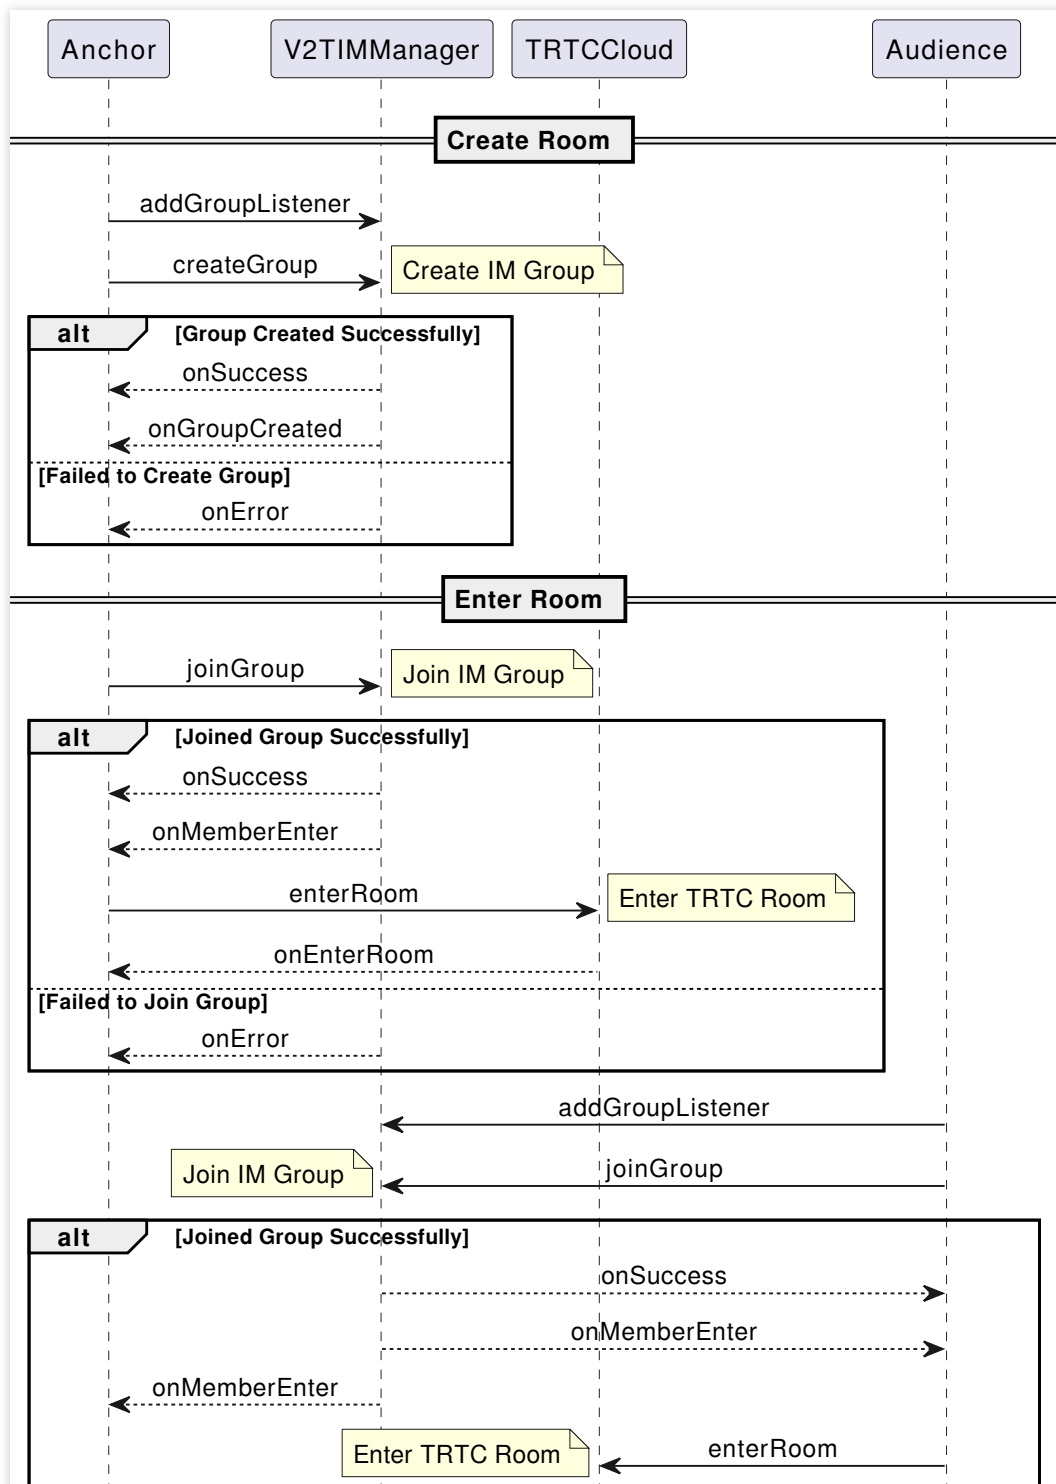 Anchor
V2TIMManager
TRTCCloud
Audience
Create Room
addGroupListener
createGroup
Create IM Group
alt
[Group Created Successfully]
onSuccess
onGroupCreated
[Failed to Create Group]
onError
Enter Room
joinGroup
Join IM Group
alt
[Joined Group Successfully]
onSuccess
onMemberEnter
enterRoom
Enter TRTC Room
onEnterRoom
[Failed to Join Group]
onError
addGroupListener
Join IM Group
joinGroup
alt
[Joined Group Successfully]
onSuccess
onMemberEnter
onMemberEnter
Enter TRTC Room
enterRoom